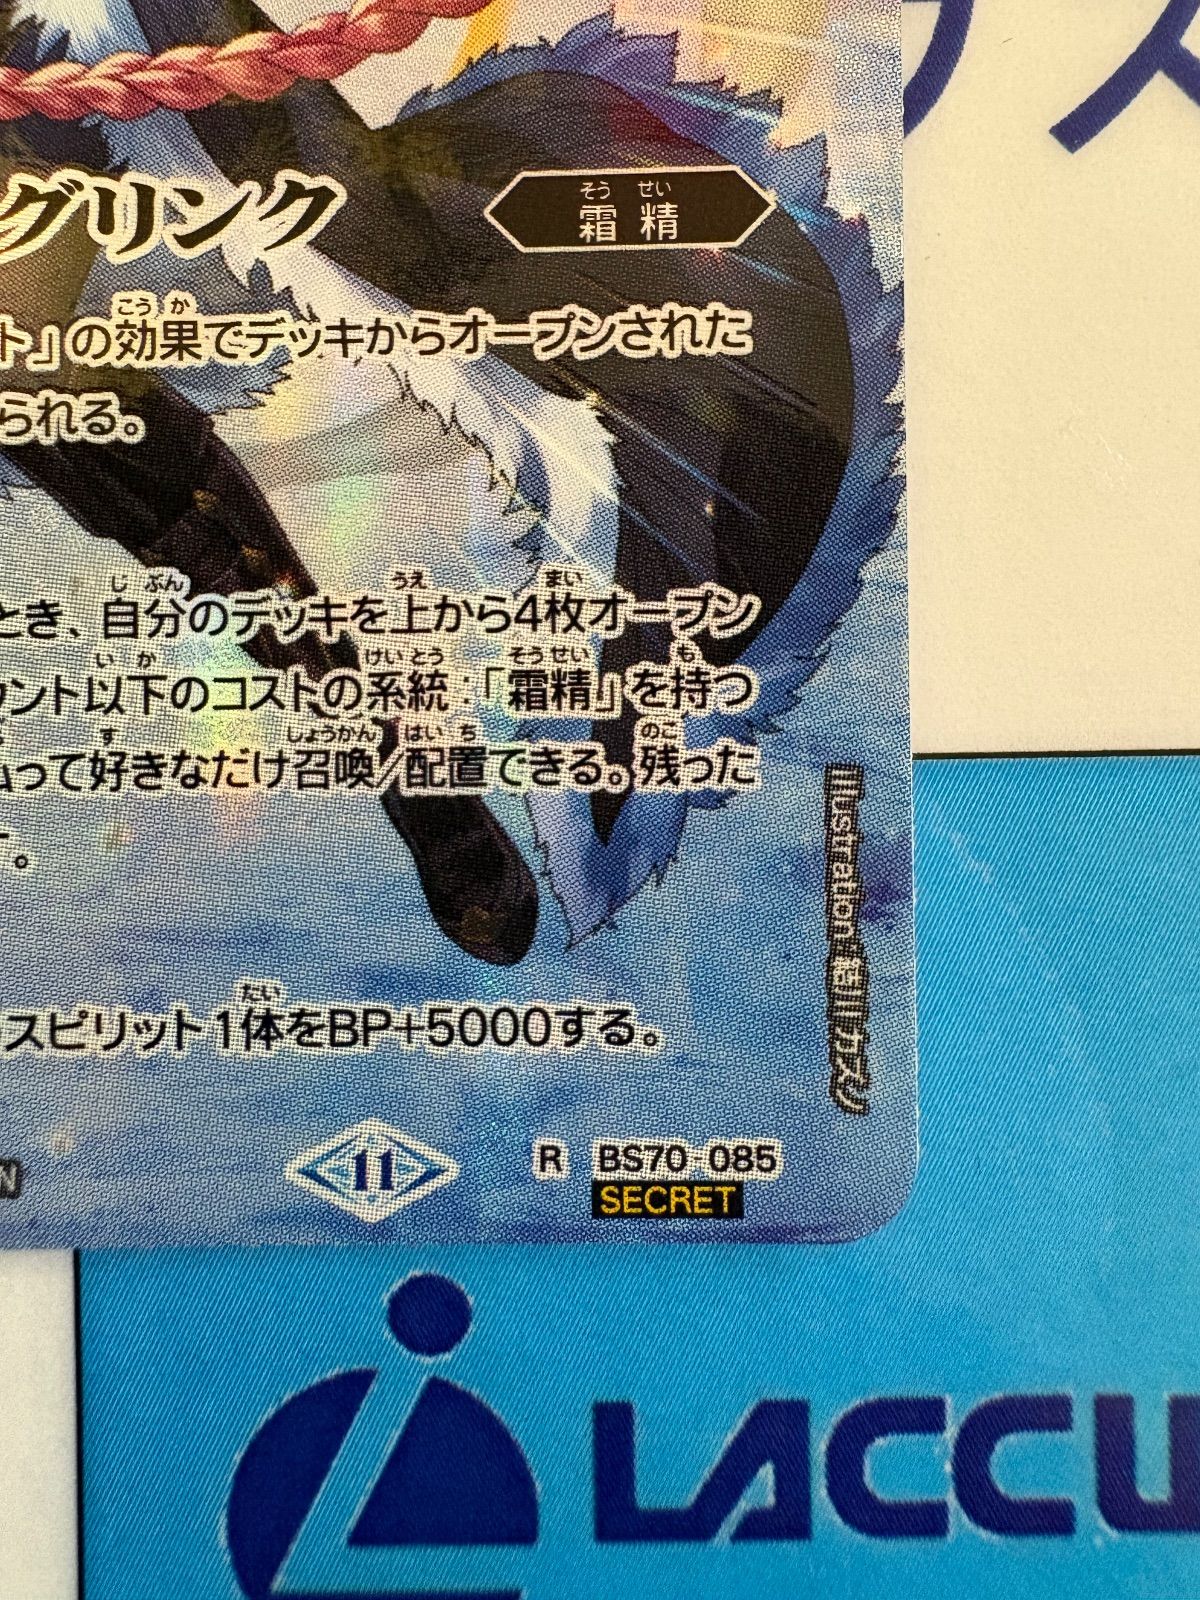 ラス
グリンク
そう せい
霜精
こう か
ト」の効果でデッキからオープンされた
られる。
じ ぶん うえ まい
とき、自分のデッキを上から4枚オープン
い か けいとう そうせい も
ウント以下のコストの系統：「霜精」を持つ
す しょうかん はい ち のこ
払って好きなだけ召喚/配置できる。残った
す。
たい
スピリット1体をBP+5000する。
Illustration/
11
R BS70-085
SECRET
LACCU